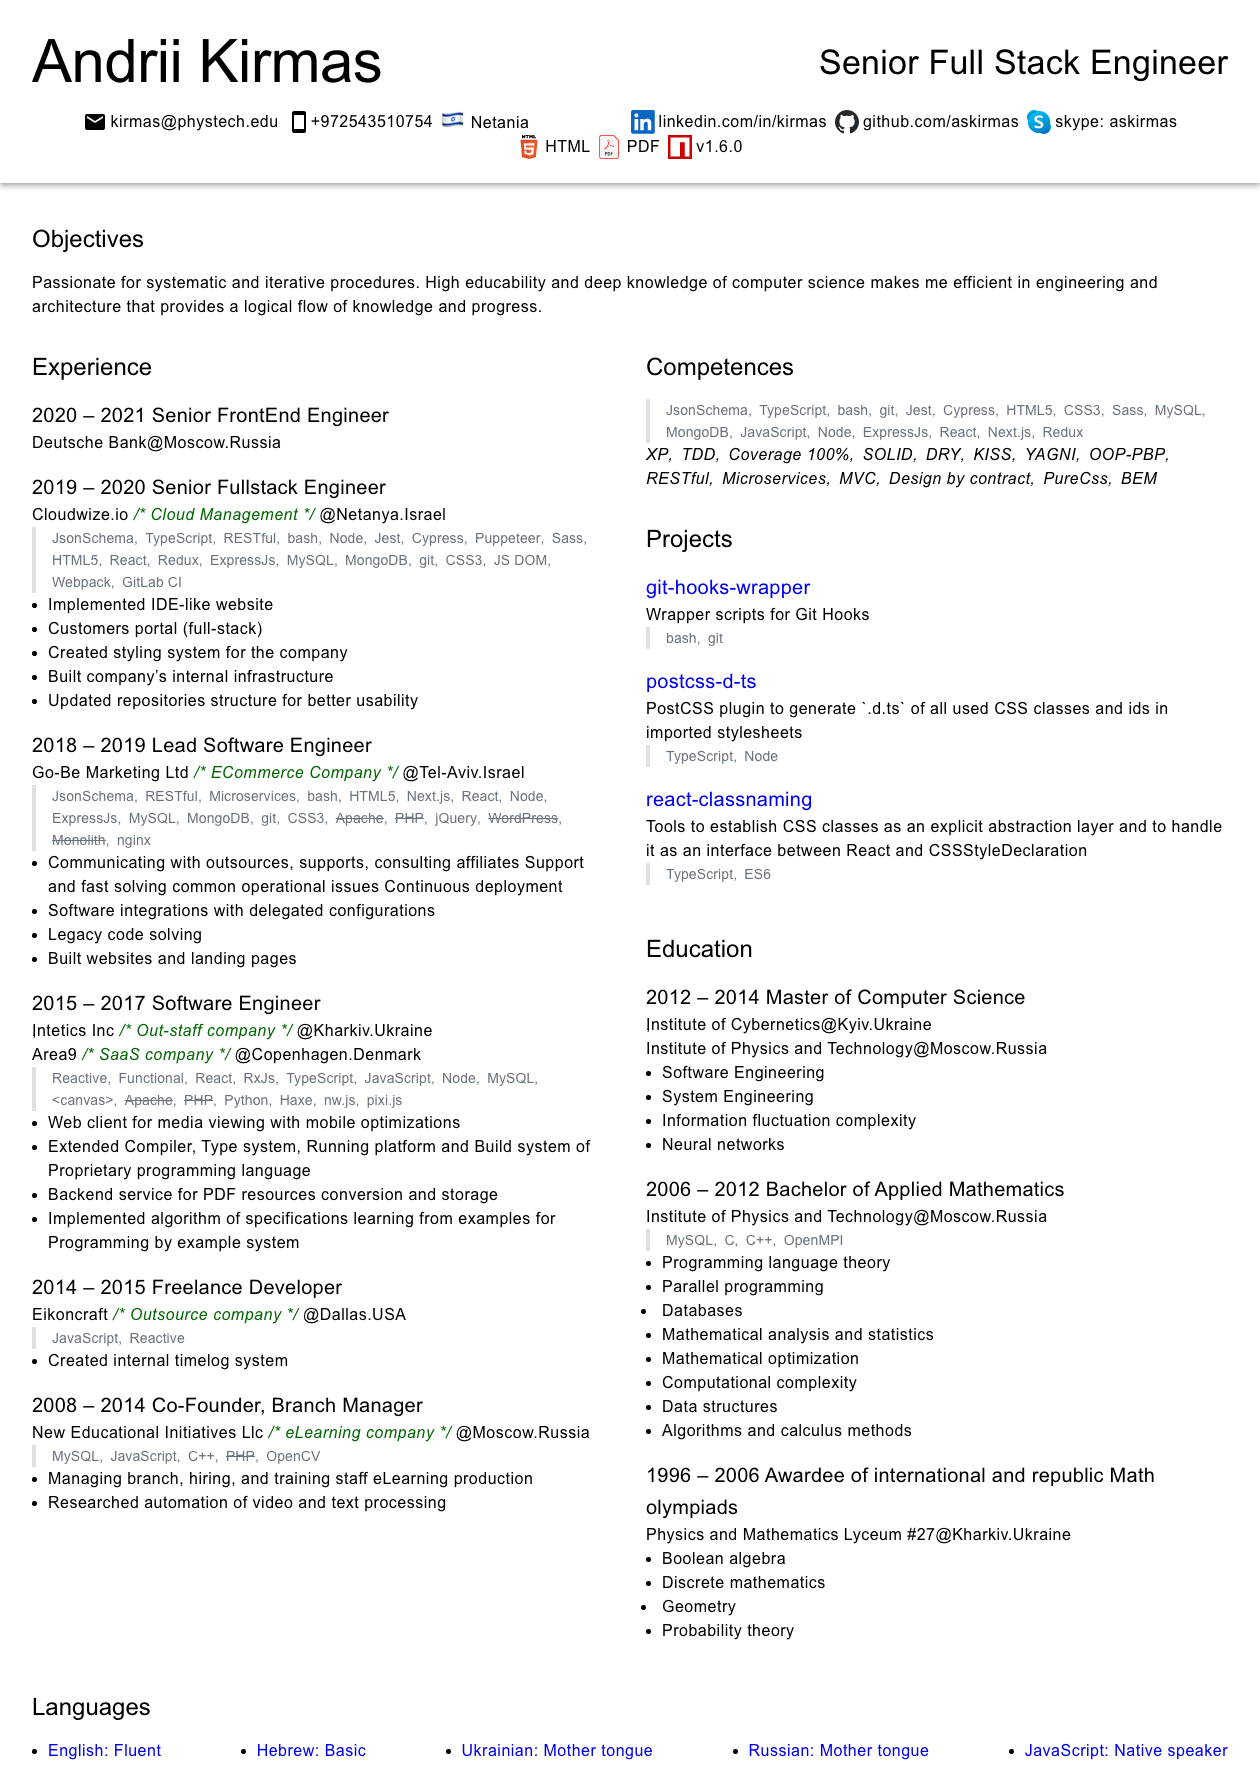 Andrii Kirmas
Senior Full Stack Engineer
kirmas@phystech.edu +972543510754 Netania linkedin.com/in/kirmas github.com/askirmas skype: askirmas
HTML PDF v1.6.0
Objectives
Passionate for systematic and iterative procedures. High educability and deep knowledge of computer science makes me efficient in engineering and
architecture that provides a logical flow of knowledge and progress.
Experience
2020 – 2021 Senior FrontEnd Engineer
Deutsche Bank@Moscow.Russia
2019 – 2020 Senior Fullstack Engineer
Cloudwize.io /* Cloud Management */ @Netanya.Israel
JsonSchema, TypeScript, RESTful, bash, Node, Jest, Cypress, Puppeteer, Sass,
HTML5, React, Redux, ExpressJs, MySQL, MongoDB, git, CSS3, JS DOM,
Webpack, GitLab CI
• Implemented IDE-like website
• Customers portal (full-stack)
• Created styling system for the company
• Built company’s internal infrastructure
• Updated repositories structure for better usability
2018 – 2019 Lead Software Engineer
Go-Be Marketing Ltd /* ECommerce Company */ @Tel-Aviv.Israel
JsonSchema, RESTful, Microservices, bash, HTML5, Next.js, React, Node,
ExpressJs, MySQL, MongoDB, git, CSS3, Apache, PHP, jQuery, WordPress,
Monolith, nginx
• Communicating with outsources, supports, consulting affiliates Support
and fast solving common operational issues Continuous deployment
• Software integrations with delegated configurations
• Legacy code solving
• Built websites and landing pages
2015 – 2017 Software Engineer
Intetics Inc /* Out-staff company */ @Kharkiv.Ukraine
Area9 /* SaaS company */ @Copenhagen.Denmark
Reactive, Functional, React, RxJs, TypeScript, JavaScript, Node, MySQL,
<canvas>, Apache, PHP, Python, Haxe, nw.js, pixi.js
• Web client for media viewing with mobile optimizations
• Extended Compiler, Type system, Running platform and Build system of
Proprietary programming language
• Backend service for PDF resources conversion and storage
• Implemented algorithm of specifications learning from examples for
Programming by example system
2014 – 2015 Freelance Developer
Eikoncraft /* Outsource company */ @Dallas.USA
JavaScript, Reactive
• Created internal timelog system
2008 – 2014 Co-Founder, Branch Manager
New Educational Initiatives Llc /* eLearning company */ @Moscow.Russia
MySQL, JavaScript, C++, PHP, OpenCV
• Managing branch, hiring, and training staff eLearning production
• Researched automation of video and text processing
Competences
JsonSchema, TypeScript, bash, git, Jest, Cypress, HTML5, CSS3, Sass, MySQL,
MongoDB, JavaScript, Node, ExpressJs, React, Next.js, Redux
XP, TDD, Coverage 100%, SOLID, DRY, KISS, YAGNI, OOP-PBP,
RESTful, Microservices, MVC, Design by contract, PureCss, BEM
Projects
git-hooks-wrapper
Wrapper scripts for Git Hooks
bash, git
postcss-d-ts
PostCSS plugin to generate `.d.ts` of all used CSS classes and ids in
imported stylesheets
TypeScript, Node
react-classnaming
Tools to establish CSS classes as an explicit abstraction layer and to handle
it as an interface between React and CSSStyleDeclaration
TypeScript, ES6
Education
2012 – 2014 Master of Computer Science
Institute of Cybernetics@Kyiv.Ukraine
Institute of Physics and Technology@Moscow.Russia
• Software Engineering
• System Engineering
• Information fluctuation complexity
• Neural networks
2006 – 2012 Bachelor of Applied Mathematics
Institute of Physics and Technology@Moscow.Russia
MySQL, C, C++, OpenMPI
• Programming language theory
• Parallel programming
• Databases
• Mathematical analysis and statistics
• Mathematical optimization
• Computational complexity
• Data structures
• Algorithms and calculus methods
1996 – 2006 Awardee of international and republic Math
olympiads
Physics and Mathematics Lyceum #27@Kharkiv.Ukraine
• Boolean algebra
• Discrete mathematics
• Geometry
• Probability theory
Languages
• English: Fluent • Hebrew: Basic • Ukrainian: Mother tongue • Russian: Mother tongue • JavaScript: Native speaker